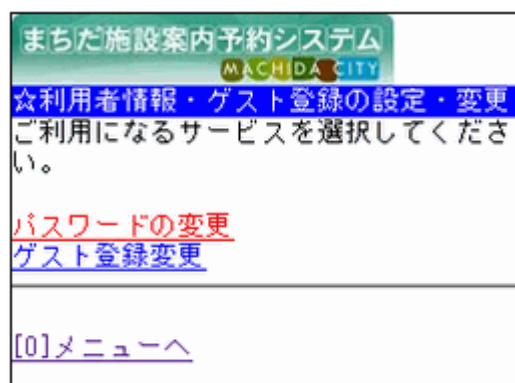 まちだ施設案内予約システム
MACHIDA CITY
☆利用者情報・ゲスト登録の設定・変更
ご利用になるサービスを選択してくださ
い。
パスワードの変更
ゲスト登録変更
[0]メニューへ